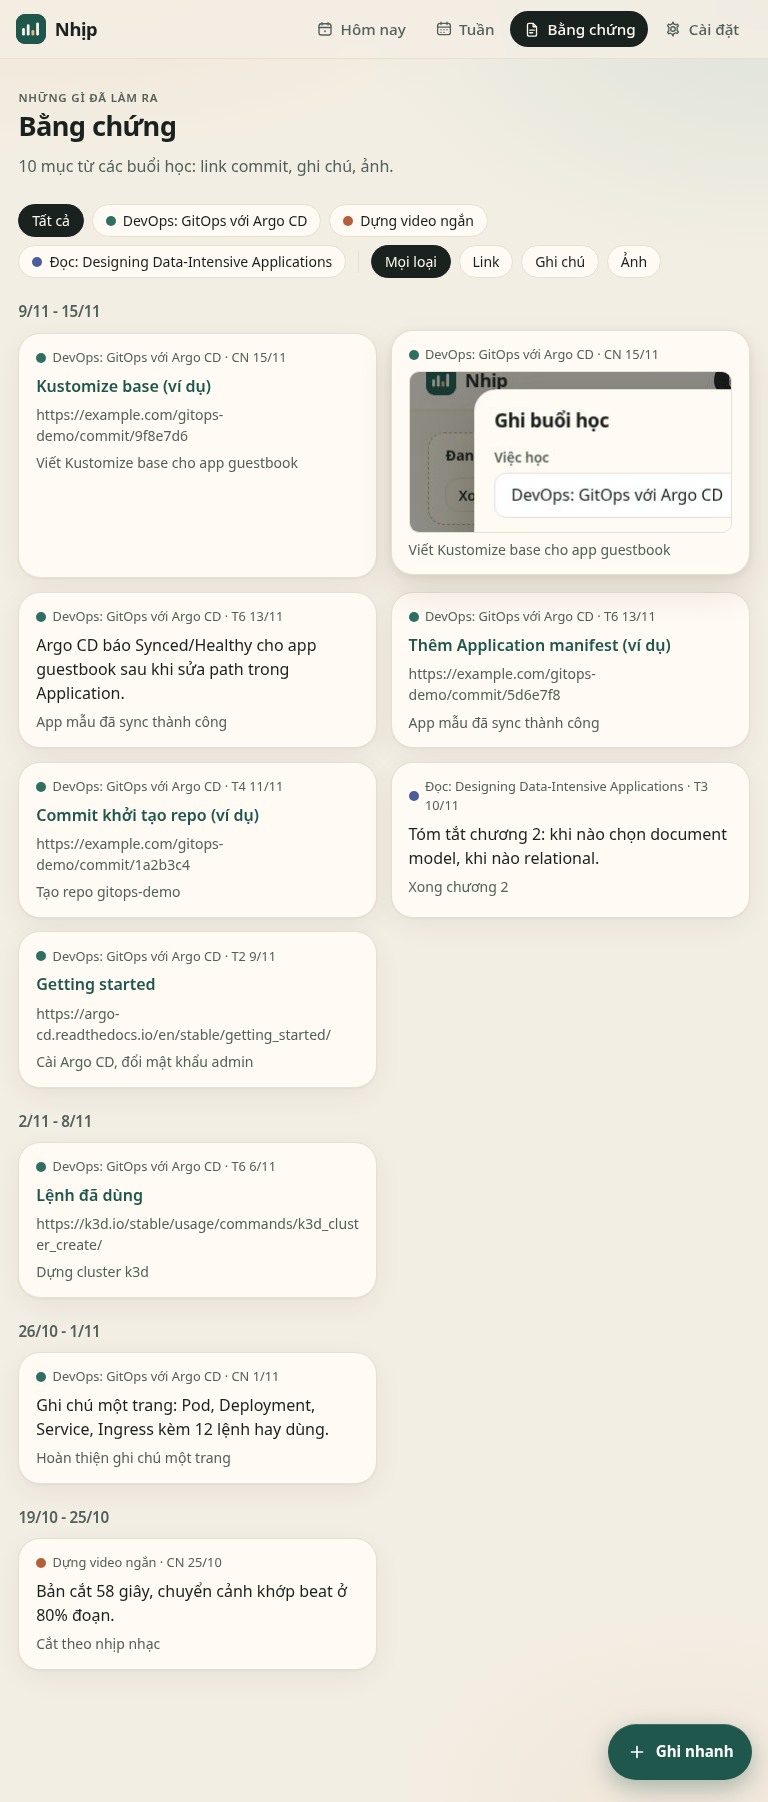 Nhịp
Hôm nay
Tuần
Bằng chứng
Cài đặt
NHỮNG GÌ ĐÃ LÀM RA
Bằng chứng
10 mục từ các buổi học: link commit, ghi chú, ảnh.
Tất cả
DevOps: GitOps với Argo CD
Dựng video ngắn
Đọc: Designing Data-Intensive Applications
Mọi loại
Link
Ghi chú
Ảnh
9/11 - 15/11
DevOps: GitOps với Argo CD · CN 15/11
Kustomize base (ví dụ)
https://example.com/gitops-
demo/commit/9f8e7d6
Viết Kustomize base cho app guestbook
DevOps: GitOps với Argo CD · CN 15/11
Nhịp
Ghi buổi học
Đan
Việc học
Xo
DevOps: GitOps với Argo CD
Viết Kustomize base cho app guestbook
DevOps: GitOps với Argo CD · T6 13/11
Argo CD báo Synced/Healthy cho app
guestbook sau khi sửa path trong
Application.
App mẫu đã sync thành công
DevOps: GitOps với Argo CD · T6 13/11
Thêm Application manifest (ví dụ)
https://example.com/gitops-
demo/commit/5d6e7f8
App mẫu đã sync thành công
DevOps: GitOps với Argo CD · T4 11/11
Commit khởi tạo repo (ví dụ)
https://example.com/gitops-
demo/commit/1a2b3c4
Tạo repo gitops-demo
Đọc: Designing Data-Intensive Applications · T3
10/11
Tóm tắt chương 2: khi nào chọn document
model, khi nào relational.
Xong chương 2
DevOps: GitOps với Argo CD · T2 9/11
Getting started
https://argo-
cd.readthedocs.io/en/stable/getting_started/
Cài Argo CD, đổi mật khẩu admin
2/11 - 8/11
DevOps: GitOps với Argo CD · T6 6/11
Lệnh đã dùng
https://k3d.io/stable/usage/commands/k3d_clust
er_create/
Dựng cluster k3d
26/10 - 1/11
DevOps: GitOps với Argo CD · CN 1/11
Ghi chú một trang: Pod, Deployment,
Service, Ingress kèm 12 lệnh hay dùng.
Hoàn thiện ghi chú một trang
19/10 - 25/10
Dựng video ngắn · CN 25/10
Bản cắt 58 giây, chuyển cảnh khớp beat ở
80% đoạn.
Cắt theo nhịp nhạc
Ghi nhanh